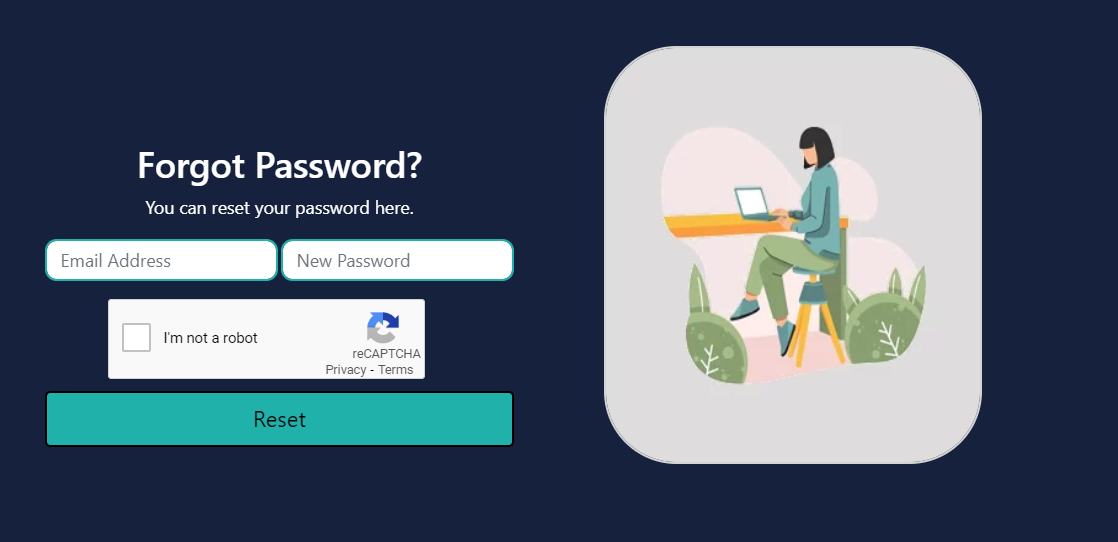 Forgot Password?
You can reset your password here.
Email Address New Password
I'm not a robot
reCAPTCHA
Privacy - Terms
Reset